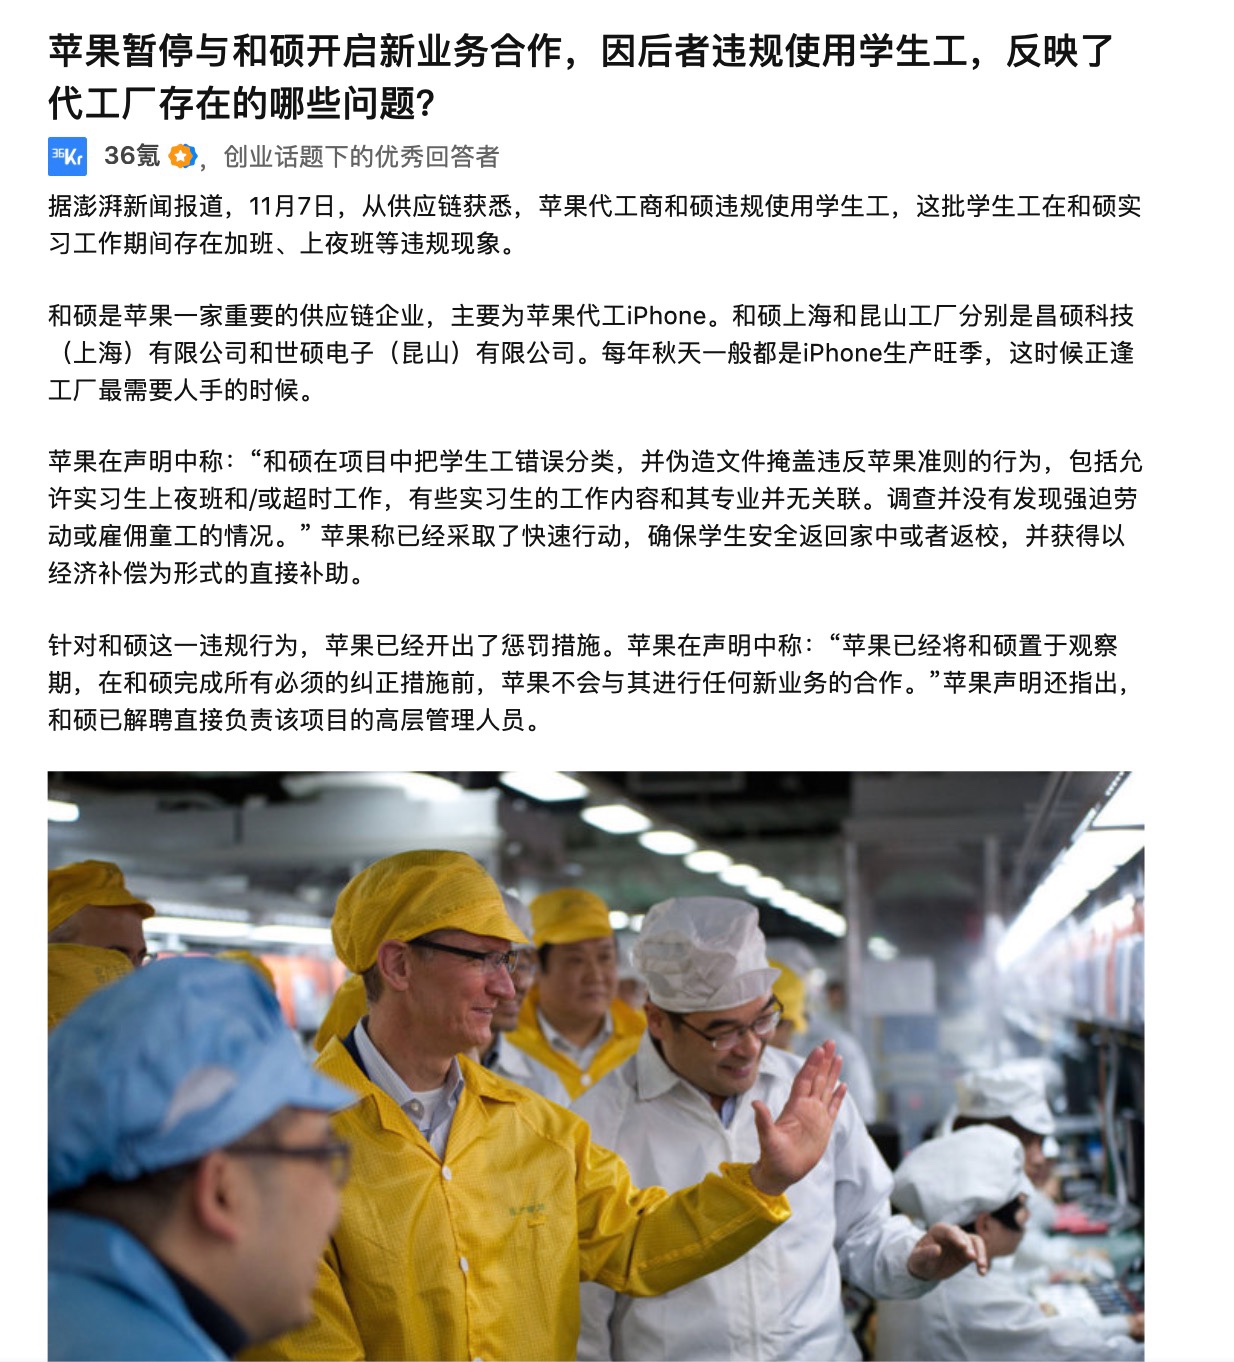 苹果暂停与和硕开启新业务合作，因后者违规使用学生工，反映了
代工厂存在的哪些问题？
36Kr 36氪，创业话题下的优秀回答者
据澎湃新闻报道，11月7日，从供应链获悉，苹果代工商和硕违规使用学生工，这批学生工在和硕实
习工作期间存在加班、上夜班等违规现象。
和硕是苹果一家重要的供应链企业，主要为苹果代工iPhone。和硕上海和昆山工厂分别是昌硕科技
（上海）有限公司和世硕电子（昆山）有限公司。每年秋天一般都是iPhone生产旺季，这时候正逢
工厂最需要人手的时候。
苹果在声明中称：“和硕在项目中把学生工错误分类，并伪造文件掩盖违反苹果准则的行为，包括允
许实习生上夜班和/或超时工作，有些实习生的工作内容和其专业并无关联。调查并没有发现强迫劳
动或雇佣童工的情况。” 苹果称已经采取了快速行动，确保学生安全返回家中或者返校，并获得以
经济补偿为形式的直接补助。
针对和硕这一违规行为，苹果已经开出了惩罚措施。苹果在声明中称：“苹果已经将和硕置于观察
期，在和硕完成所有必须的纠正措施前，苹果不会与其进行任何新业务的合作。”苹果声明还指出，
和硕已解聘直接负责该项目的高层管理人员。